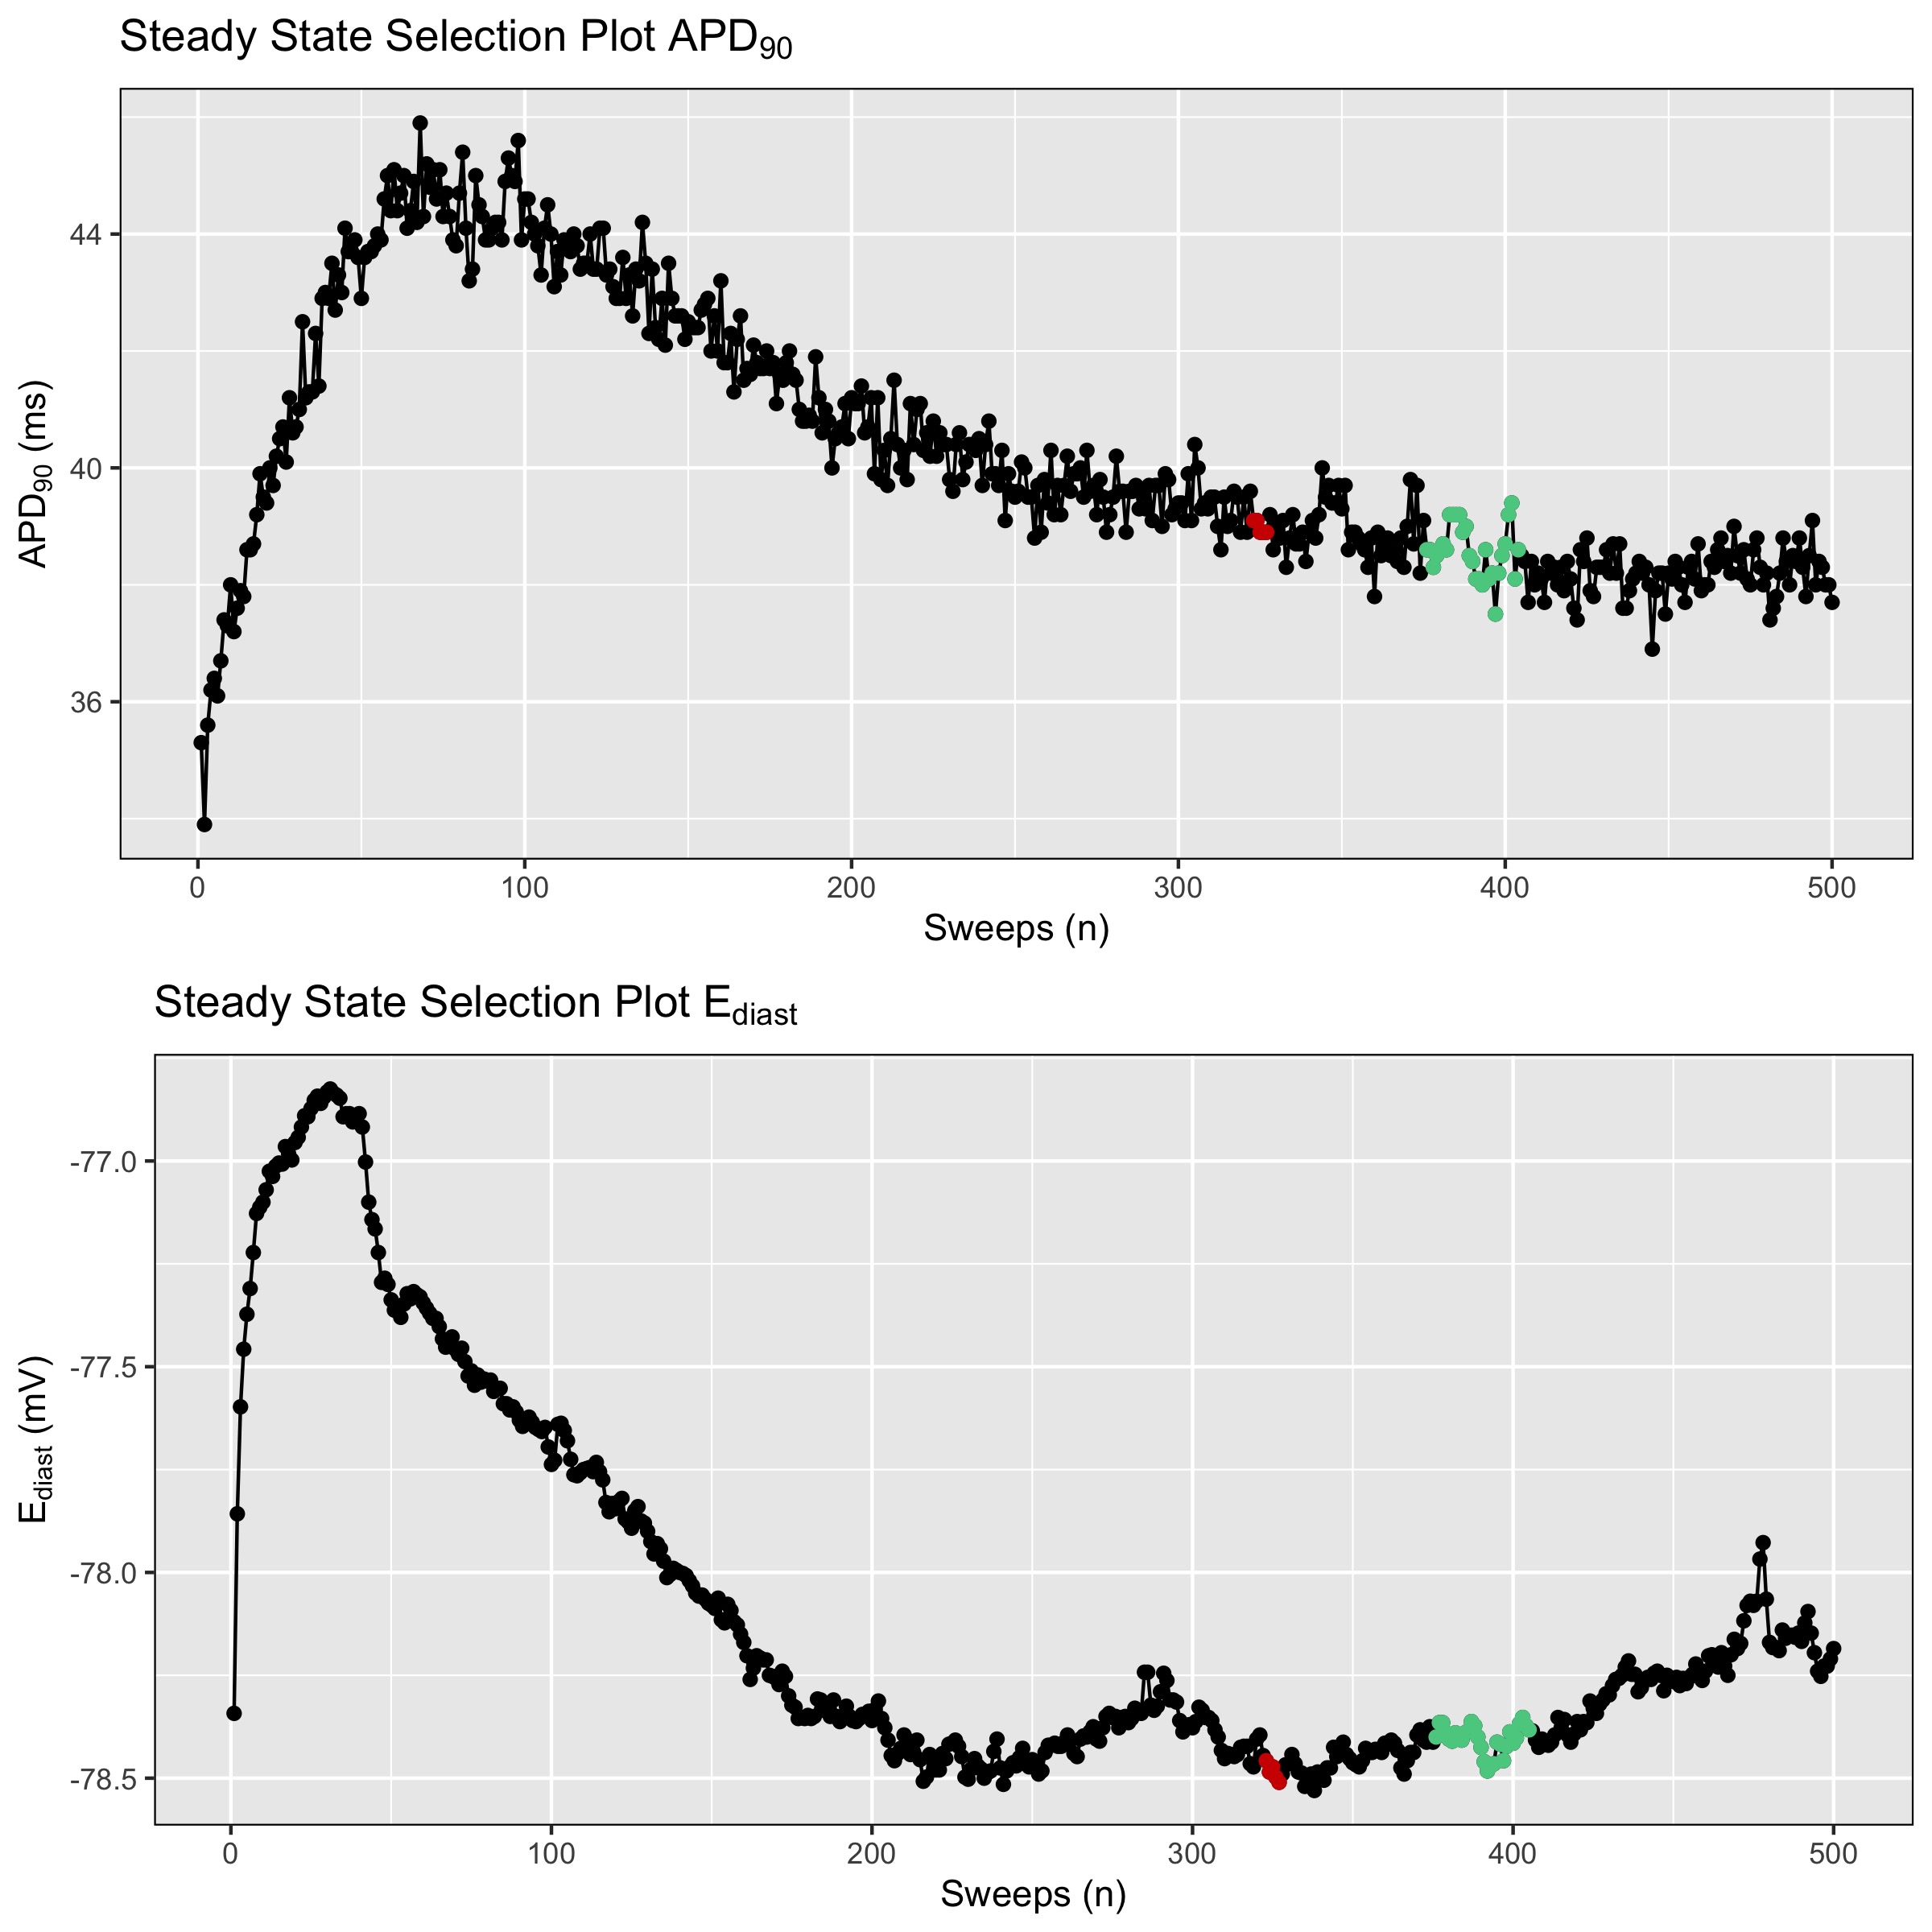 Steady State Selection Plot APD90
44
40
36
APD90 (ms)
0 100 200 300 400 500
Sweeps (n)
Steady State Selection Plot Ediast
-77.0
-77.5
-78.0
-78.5
Ediast (mV)
0 100 200 300 400 500
Sweeps (n)